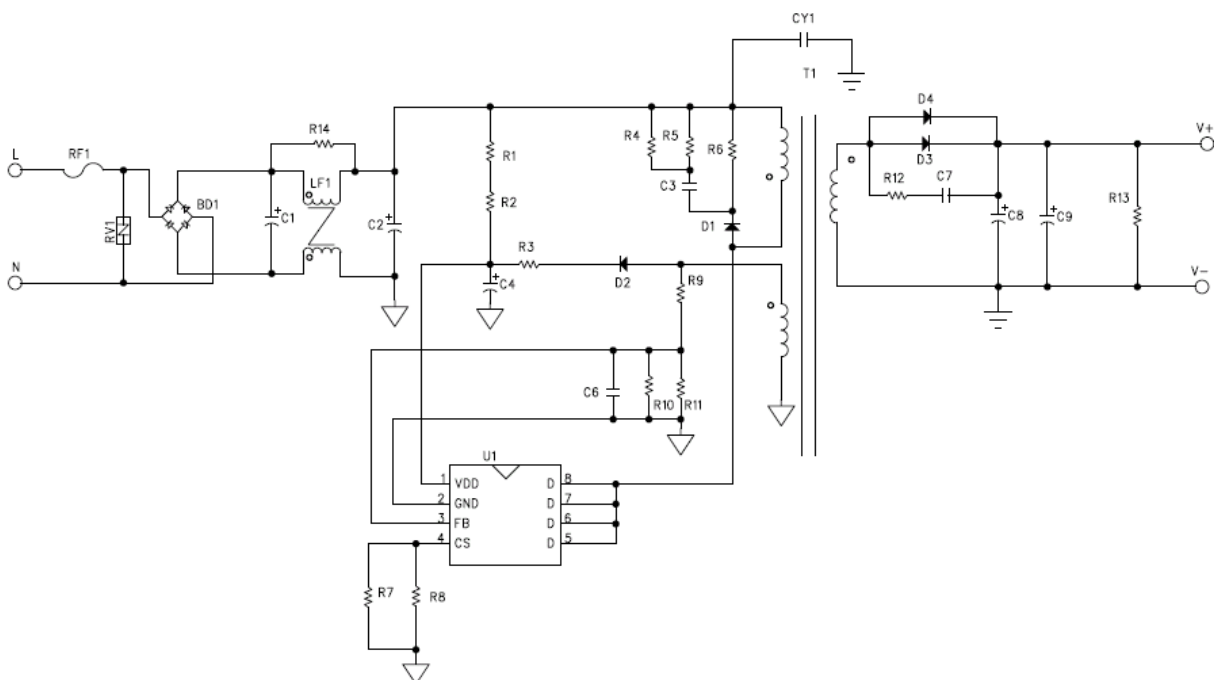 CY1
T1
D4
V+
R14
R4
R5
R6
L
RF1
R1
D3
LF1
R12
C7
C3
R2
BD1
C1
C2
C8
C9
R13
RV1
D1
R3
N
V-
C4
D2
R9
C6
R10
R11
U1
1 VDD D 8
2 GND D 7
3 FB D 6
4 CS D 5
R7
R8